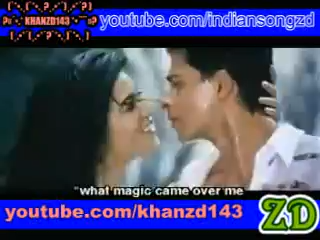 KHANZD143
youtube.com/indiansongzd
"what magic came over me
youtube.com/khanzd143
ZD